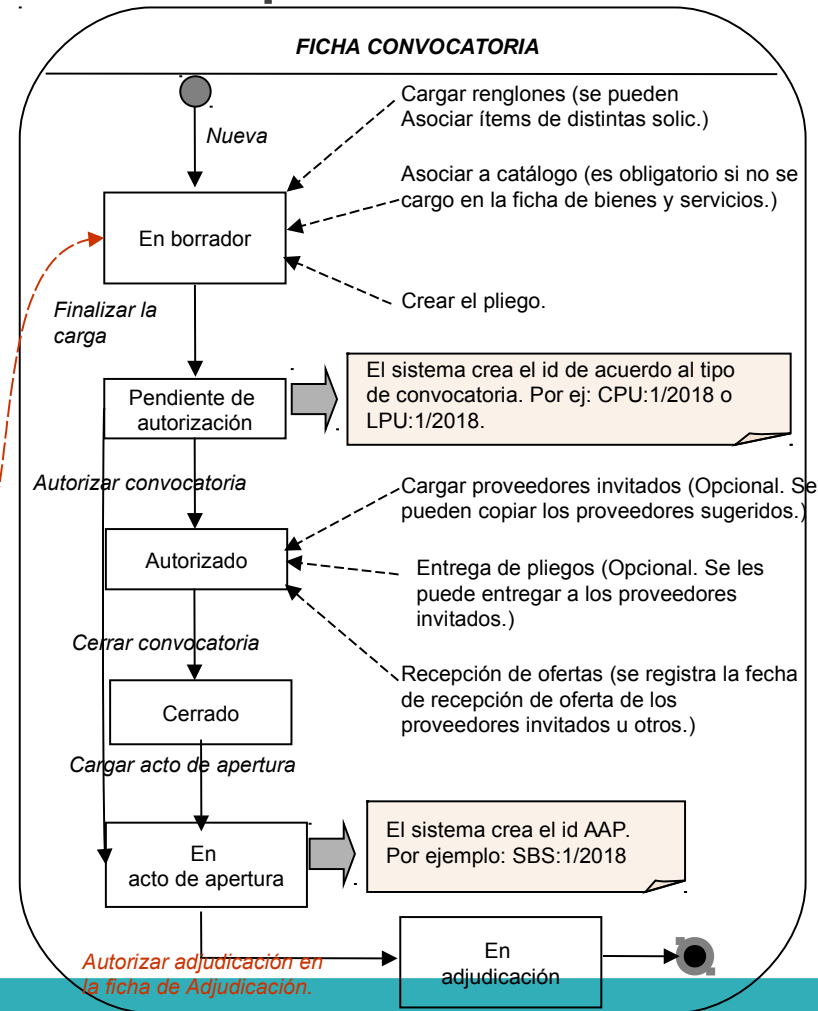 FICHA CONVOCATORIA
Cargar renglones (se pueden
Asociar ítems de distintas solic.)
Nueva
Asociar a catálogo (es obligatorio si no se
cargo en la ficha de bienes y servicios.)
En borrador
Crear el pliego.
Finalizar la
carga
El sistema crea el id de acuerdo al tipo
de convocatoria. Por ej: CPU:1/2018 o
LPU:1/2018.
Pendiente de
autorización
Autorizar convocatoria
Cargar proveedores invitados (Opcional. Se
pueden copiar los proveedores sugeridos.)
Autorizado
Entrega de pliegos (Opcional. Se les
puede entregar a los proveedores
invitados.)
Cerrar convocatoria
Recepción de ofertas (se registra la fecha
de recepción de oferta de los
proveedores invitados u otros.)
Cerrado
Cargar acto de apertura
El sistema crea el id AAP.
Por ejemplo: SBS:1/2018
En
acto de apertura
En
adjudicación
Autorizar adjudicación en
la ficha de Adjudicación.